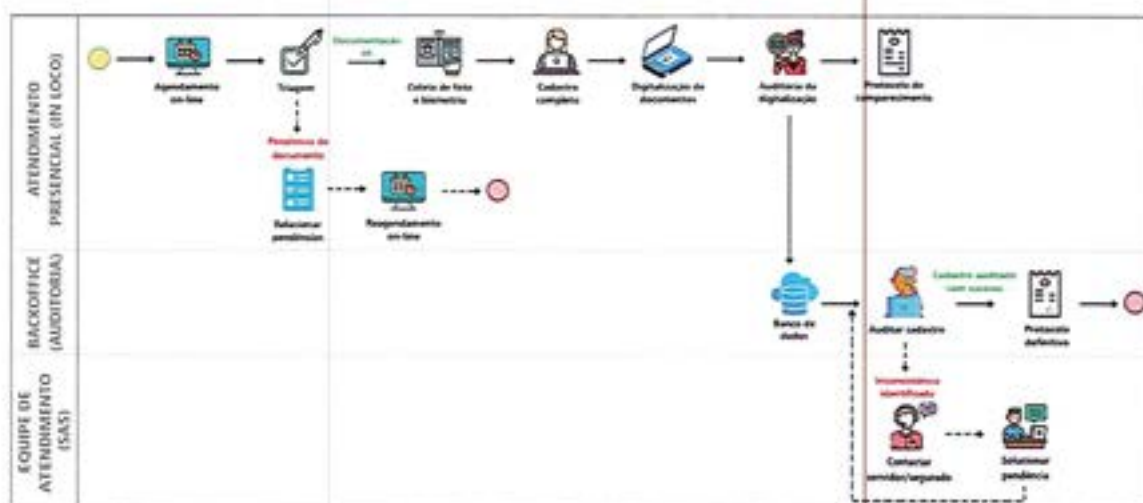 ATENDIMENTO
PRESENCIAL (IN LOCO)
Agendamento
on-line
Triagem
Documentação
ok
Coleta de foto
e biometria
Cadastro
completo
Digitalização de
documentos
Auditoria da
digitalização
Protocolo de
comparecimento
Pendência de
documento
Relacionar
pendências
Reagendamento
on-line
BACKOFFICE
(AUDITORIA)
Banco de
dados
Auditar cadastro
Cadastro auditado
com sucesso
Protocolo
definitivo
EQUIPE DE
ATENDIMENTO
(SAS)
Inconsistência
identificada
Contactar
servidor/segurado
Solucionar
pendência